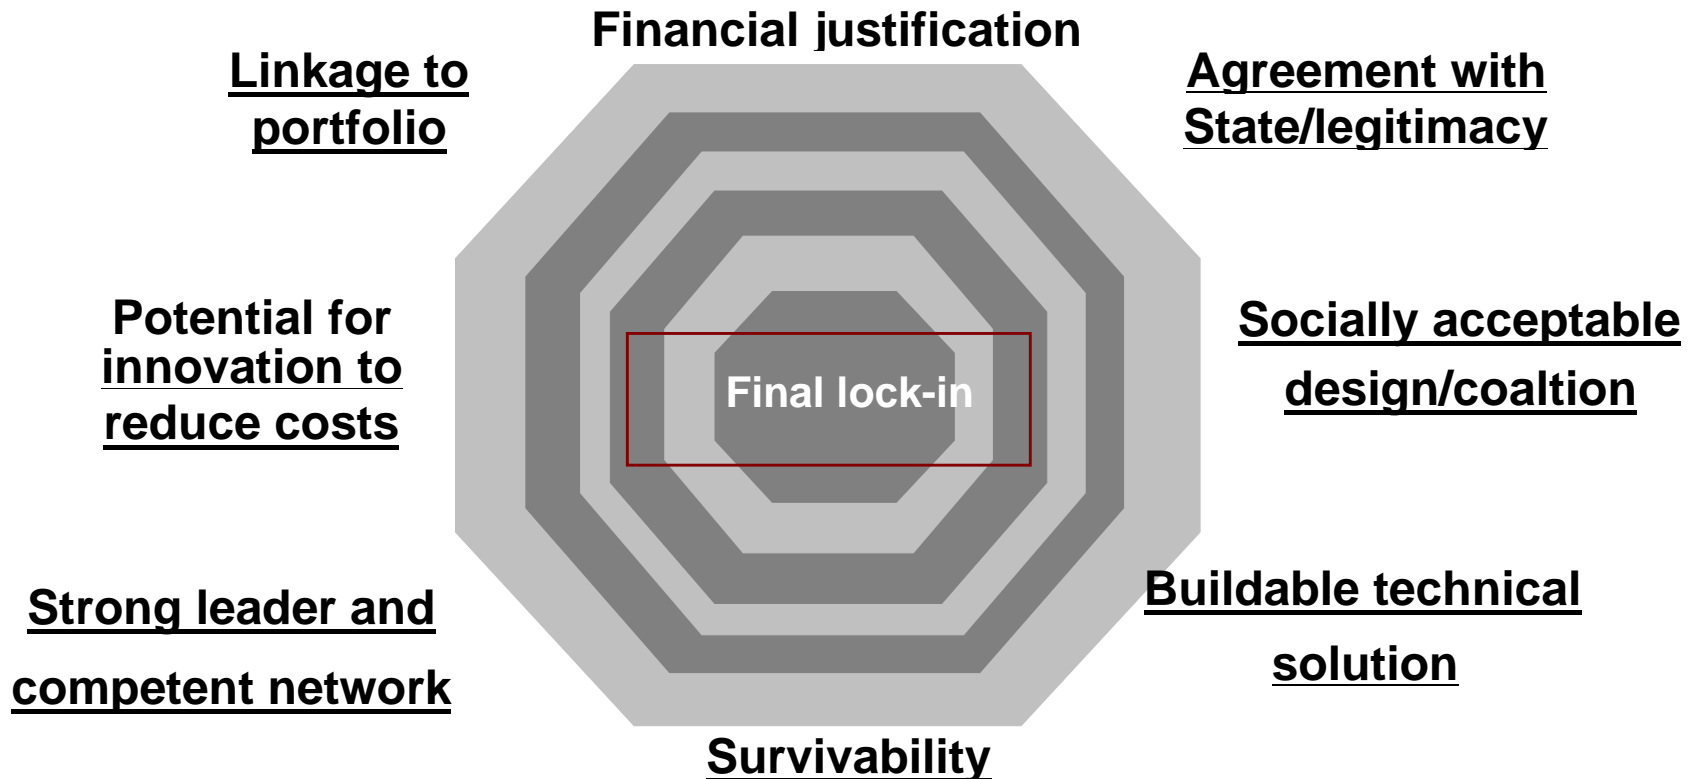 Financial justification
Linkage to
portfolio
Agreement with
State/legitimacy
Potential for
innovation to
reduce costs
Final lock-in
Socially acceptable
design/coaltion
Strong leader and
competent network
Buildable technical
solution
Survivability